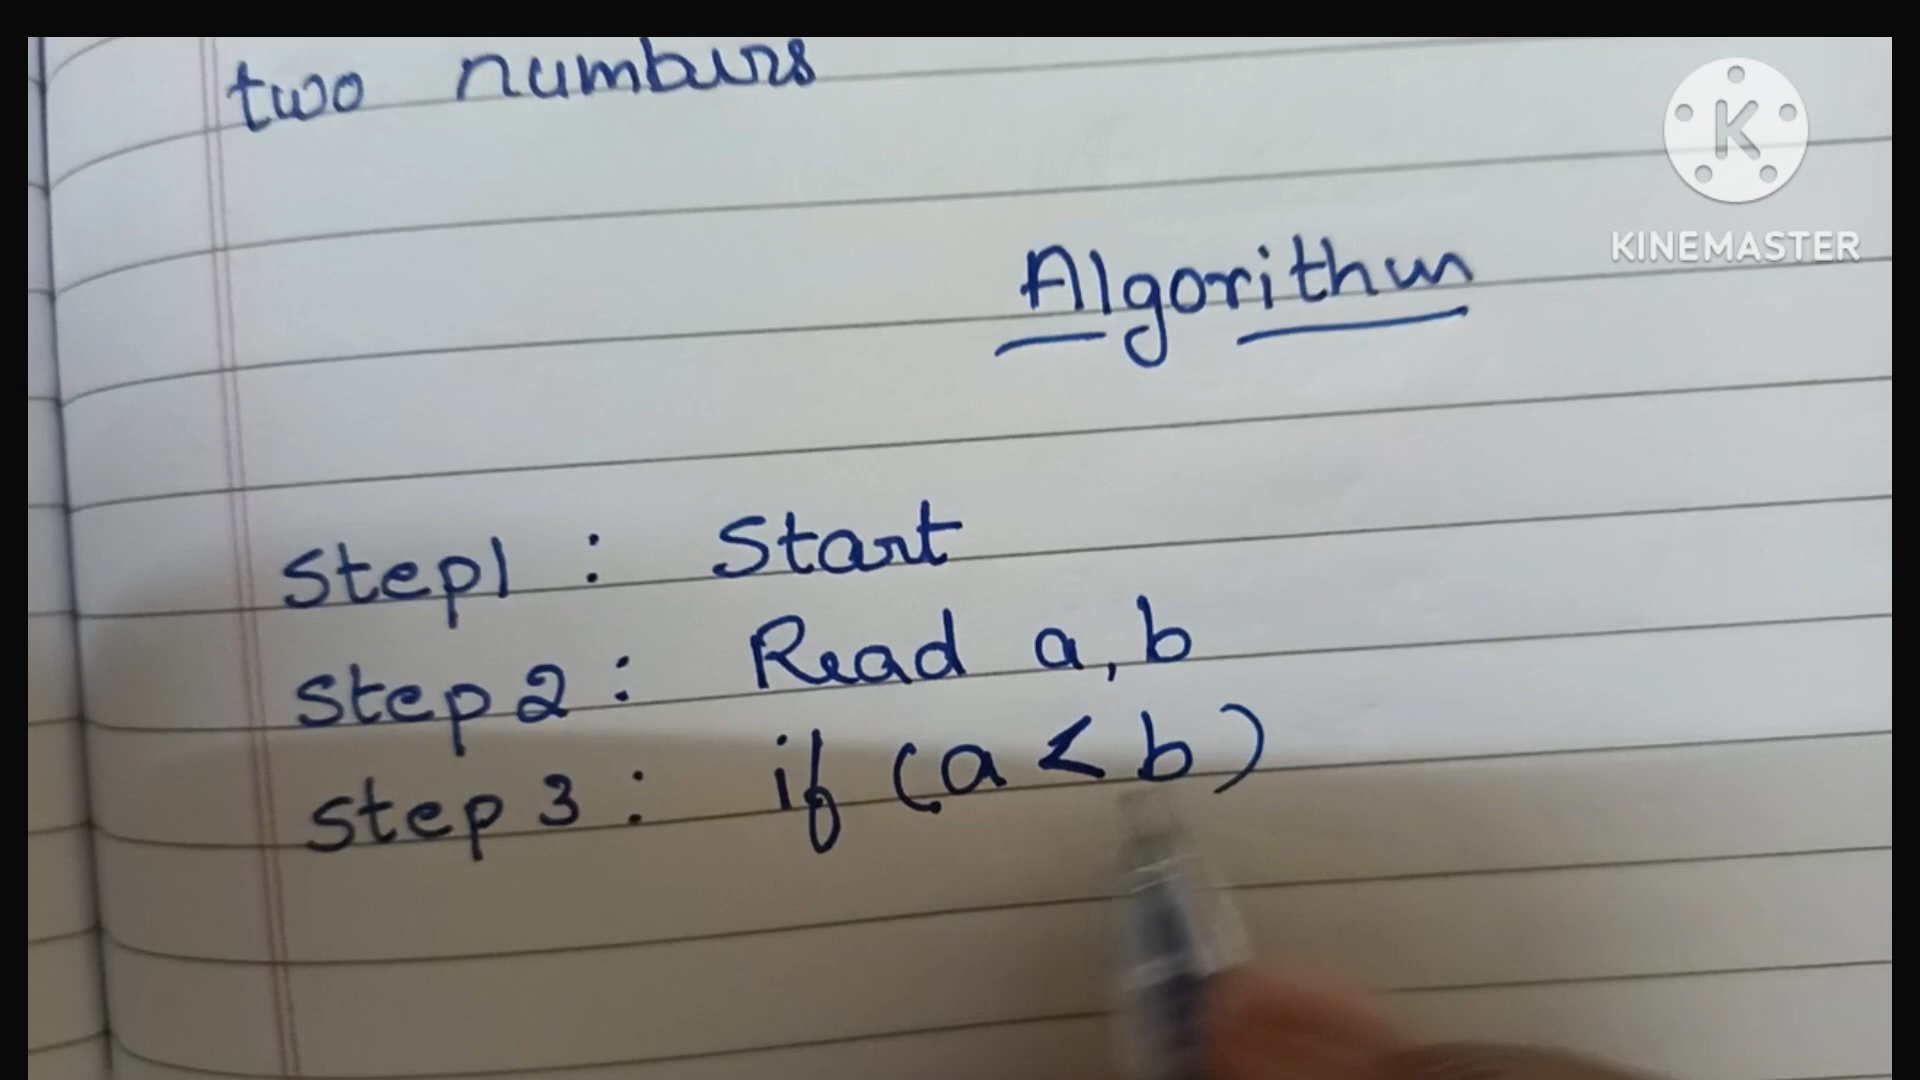 two numbers
K
KINEMASTER
Algorithm
Step1 : Start
Step 2 : Read a, b
Step 3 : if (a < b)